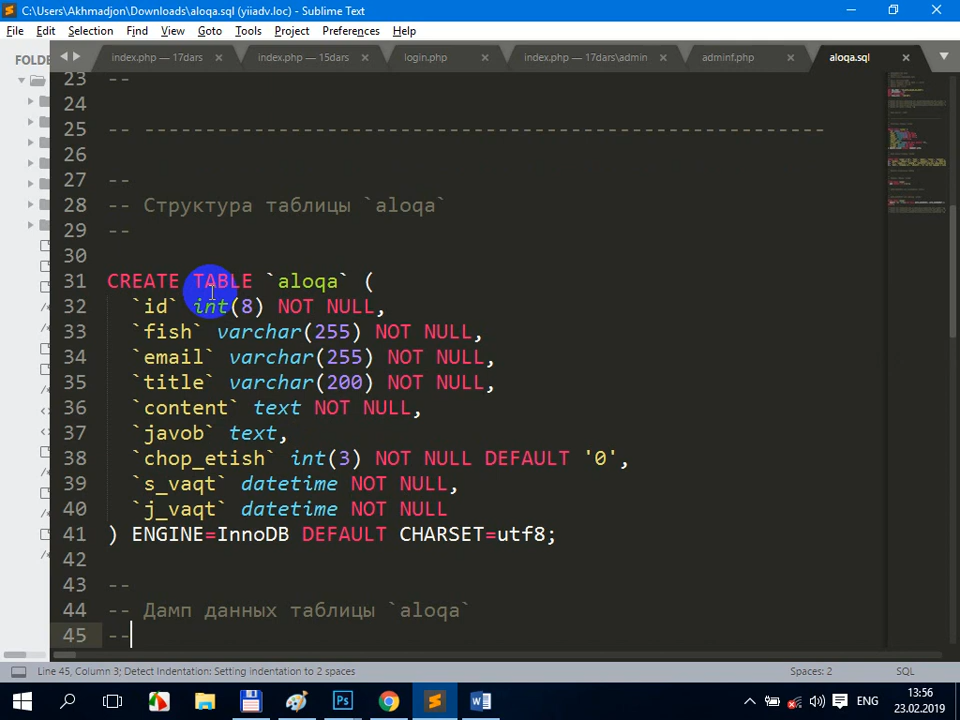 C:\Users\Akhmadjon\Downloads\aloqa.sql (yiiadv.loc) - Sublime Text
File Edit Selection Find View Goto Tools Project Preferences Help
FOLDE
index.php — 17dars
index.php — 15dars
login.php
index.php — 17dars\admin
adminf.php
aloqa.sql
23 --
24
25 -- --------------------------------------------------------
26
27 --
28 -- Структура таблицы `aloqa`
29 --
30
31 CREATE TABLE `aloqa` (
32 `id` int(8) NOT NULL,
33 `fish` varchar(255) NOT NULL,
34 `email` varchar(255) NOT NULL,
35 `title` varchar(200) NOT NULL,
36 `content` text NOT NULL,
37 `javob` text,
38 `chop_etish` int(3) NOT NULL DEFAULT '0',
39 `s_vaqt` datetime NOT NULL,
40 `j_vaqt` datetime NOT NULL
41 ) ENGINE=InnoDB DEFAULT CHARSET=utf8;
42
43 --
44 -- Дамп данных таблицы `aloqa`
45 --
Line 45, Column 3; Detect Indentation: Setting indentation to 2 spaces
Spaces: 2
SQL
ENG
13:56
23.02.2019